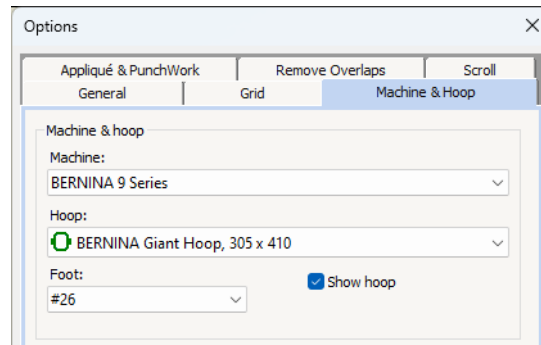 Options
Appliqué & PunchWork Remove Overlaps Scroll
General Grid Machine & Hoop
Machine & hoop
Machine:
BERNINA 9 Series
Hoop:
BERNINA Giant Hoop, 305 x 410
Foot:
Show hoop
#26